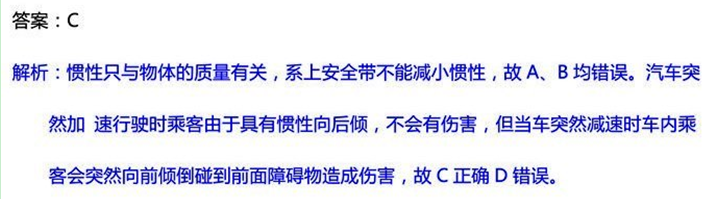 答案：C
解析：惯性只与物体的质量有关，系上安全带不能减小惯性，故 A、B 均错误。汽车突
然加 速行驶时乘客由于具有惯性向后倾，不会有伤害，但当车突然减速时车内乘
客会突然向前倾倒碰到前面障碍物造成伤害，故 C 正确 D 错误。